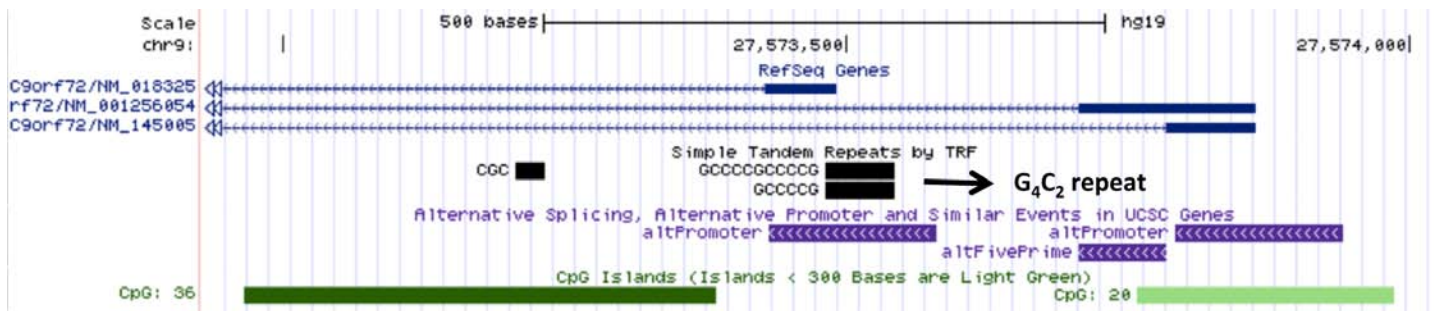 Scale 500 bases hg19
chr9: 27,573,500 27,574,000
RefSeq Genes
C9orf72/NM_018325
rf72/NM_001256054
C9orf72/NM_145005
Simple Tandem Repeats by TRF
CGC GCCCCGCCCCG
GCCCCG
G₄C₂ repeat
Alternative Splicing, Alternative Promoter and Similar Events in UCSC Genes
altPromoter altPromoter
altFivePrime
CpG Islands (Islands < 300 Bases are Light Green)
CpG: 36 CpG: 20